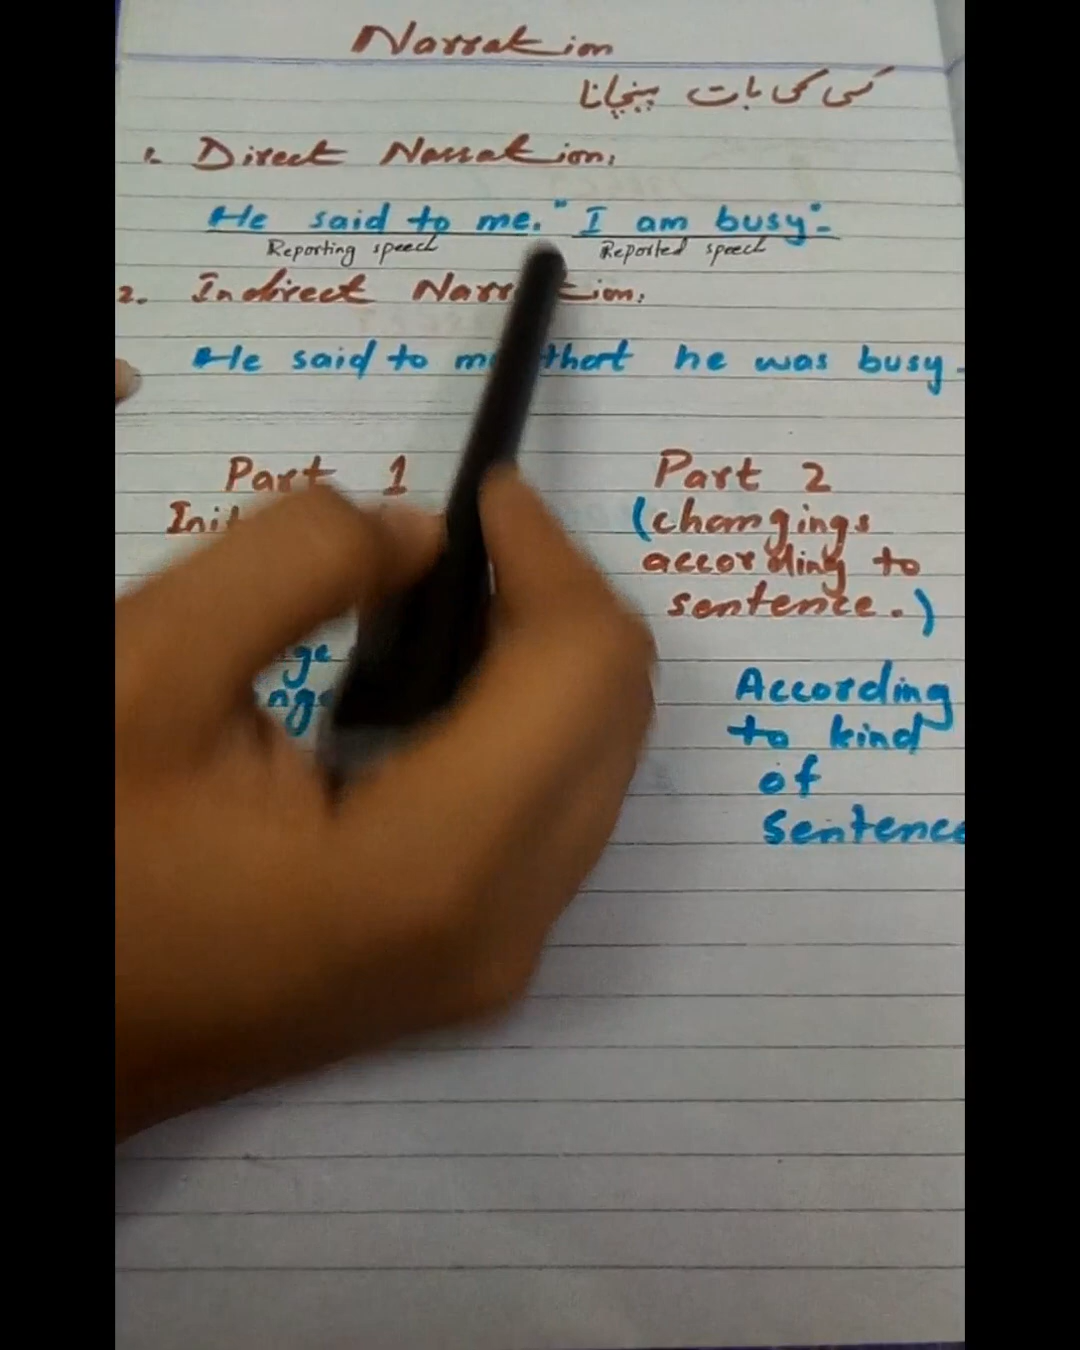 Narration
کسی کی بات پہنچانا
1. Direct Narration:
He said to me. "I am busy".
Reporting speech Reported speech
2. Indirect Narration:
He said to that he was busy.
Part 1
Part 2
(changings
according to
sentence.)
According
to kind
of
Sentence